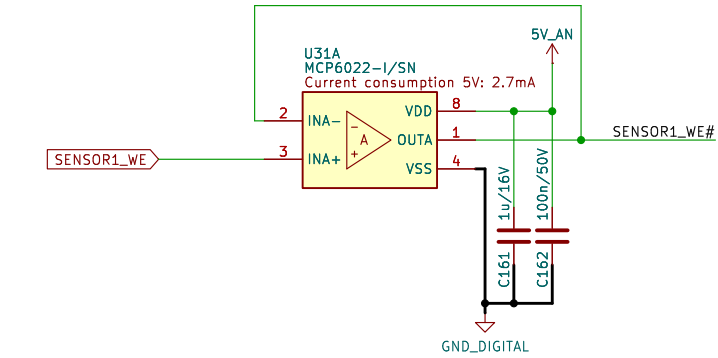 5V_AN
U31A
MCP6022-I/SN
Current consumption 5V: 2.7mA
2 INA- VDD 8
- A + OUTA 1 SENSOR1_WE#
SENSOR1_WE 3 INA+ VSS 4
1u/16V 100n/50V
C161 C162
GND_DIGITAL